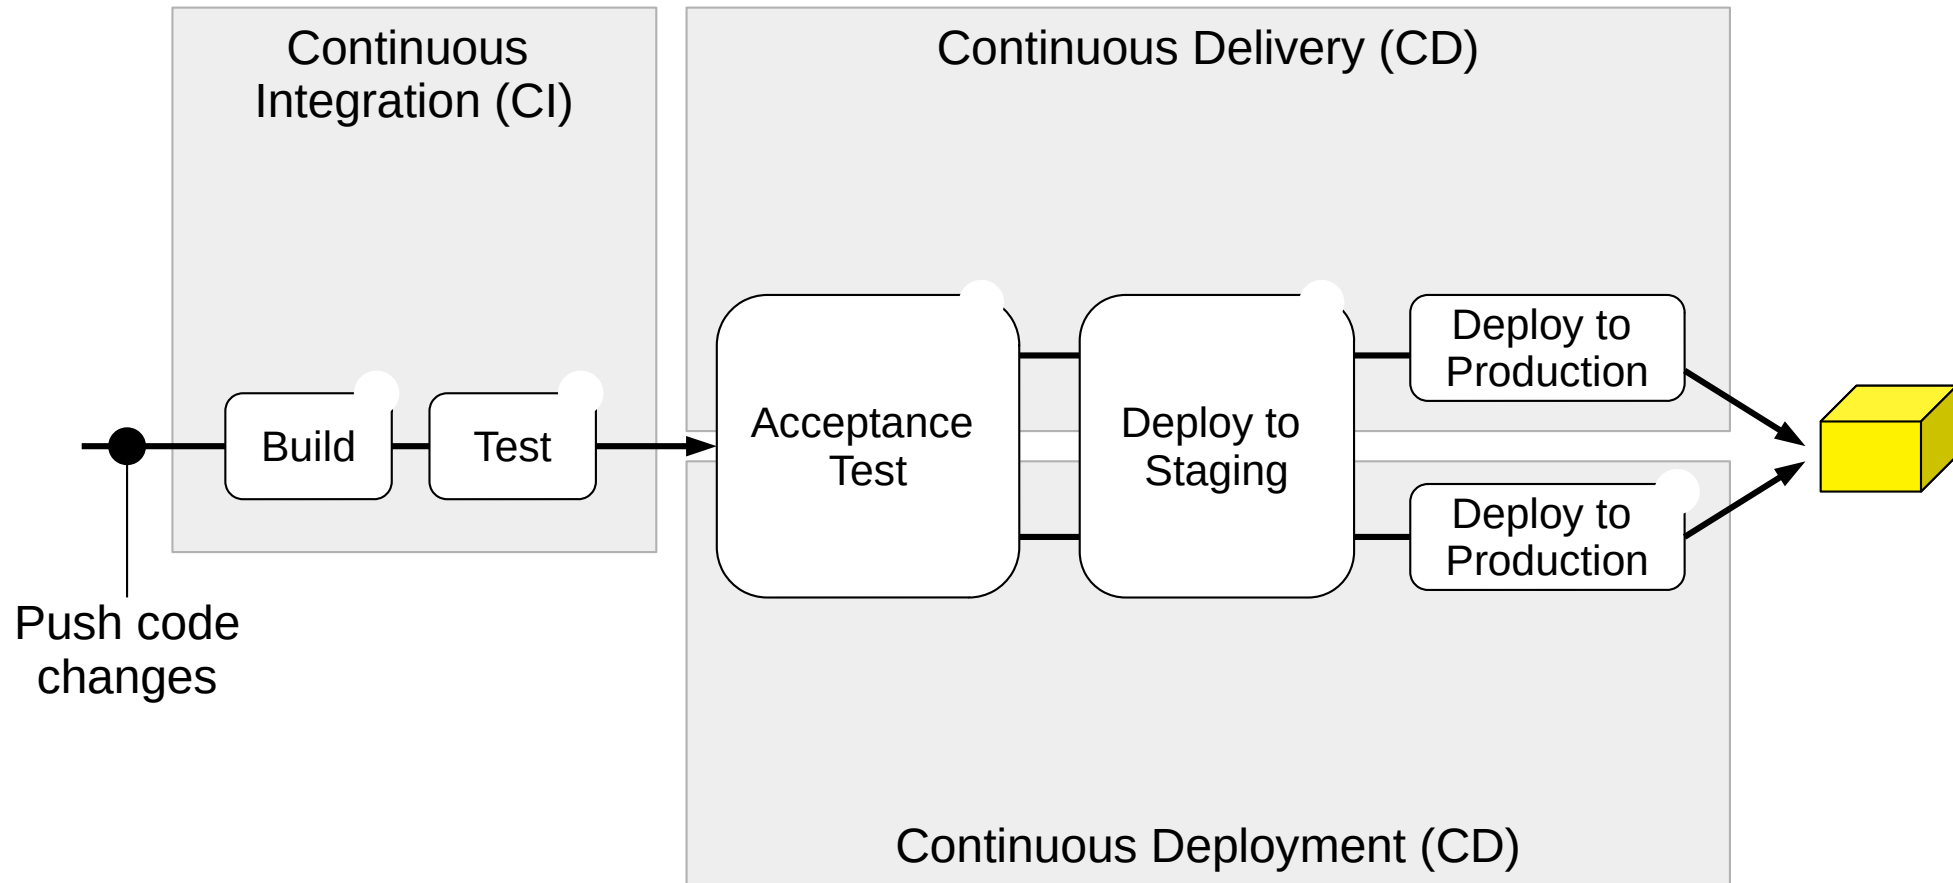 Continuous
Integration (CI)
Continuous Delivery (CD)
Build
Test
Acceptance
Test
Deploy to
Staging
Deploy to
Production
Deploy to
Production
Push code
changes
Continuous Deployment (CD)